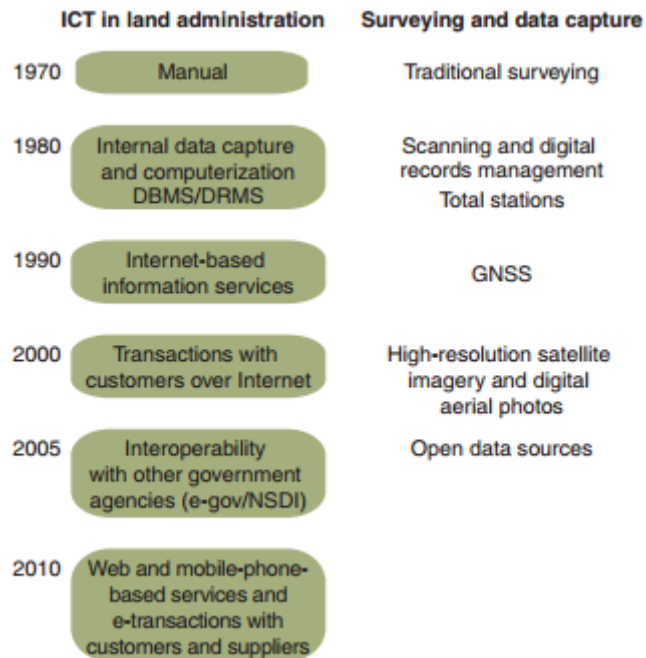 ICT in land administration Surveying and data capture
1970 Manual Traditional surveying
1980 Internal data capture Scanning and digital
and computerization records management
DBMS/DRMS Total stations
1990 Internet-based
information services GNSS
2000 Transactions with High-resolution satellite
customers over Internet imagery and digital
aerial photos
2005 Interoperability Open data sources
with other government
agencies (e-gov/NSDI)
2010 Web and mobile-phone-
based services and
e-transactions with
customers and suppliers